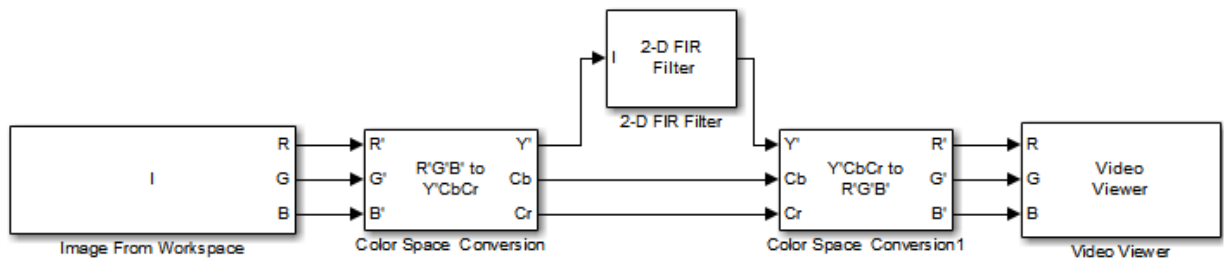 2-D FIR
Filter
I
2-D FIR Filter
I
R
G
B
Image From Workspace
R'
G'
B'
R'G'B' to
Y'CbCr
Y'
Cb
Cr
Color Space Conversion
Y'
Cb
Cr
Y'CbCr to
R'G'B'
R'
G'
B'
Color Space Conversion1
R
G
B
Video
Viewer
Video Viewer